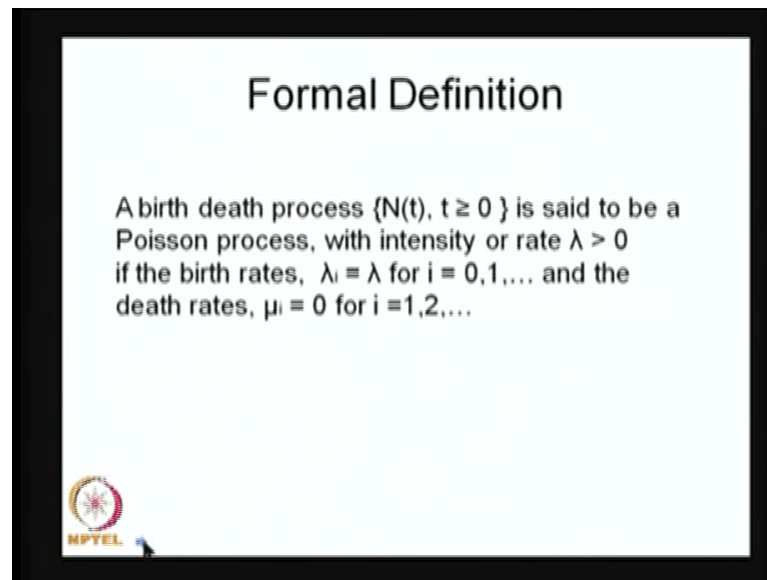 Formal Definition
A birth death process {N(t), t ≥ 0 } is said to be a
Poisson process, with intensity or rate λ > 0
if the birth rates, λi = λ for i = 0,1,... and the
death rates, μi = 0 for i =1,2,...
NPTEL